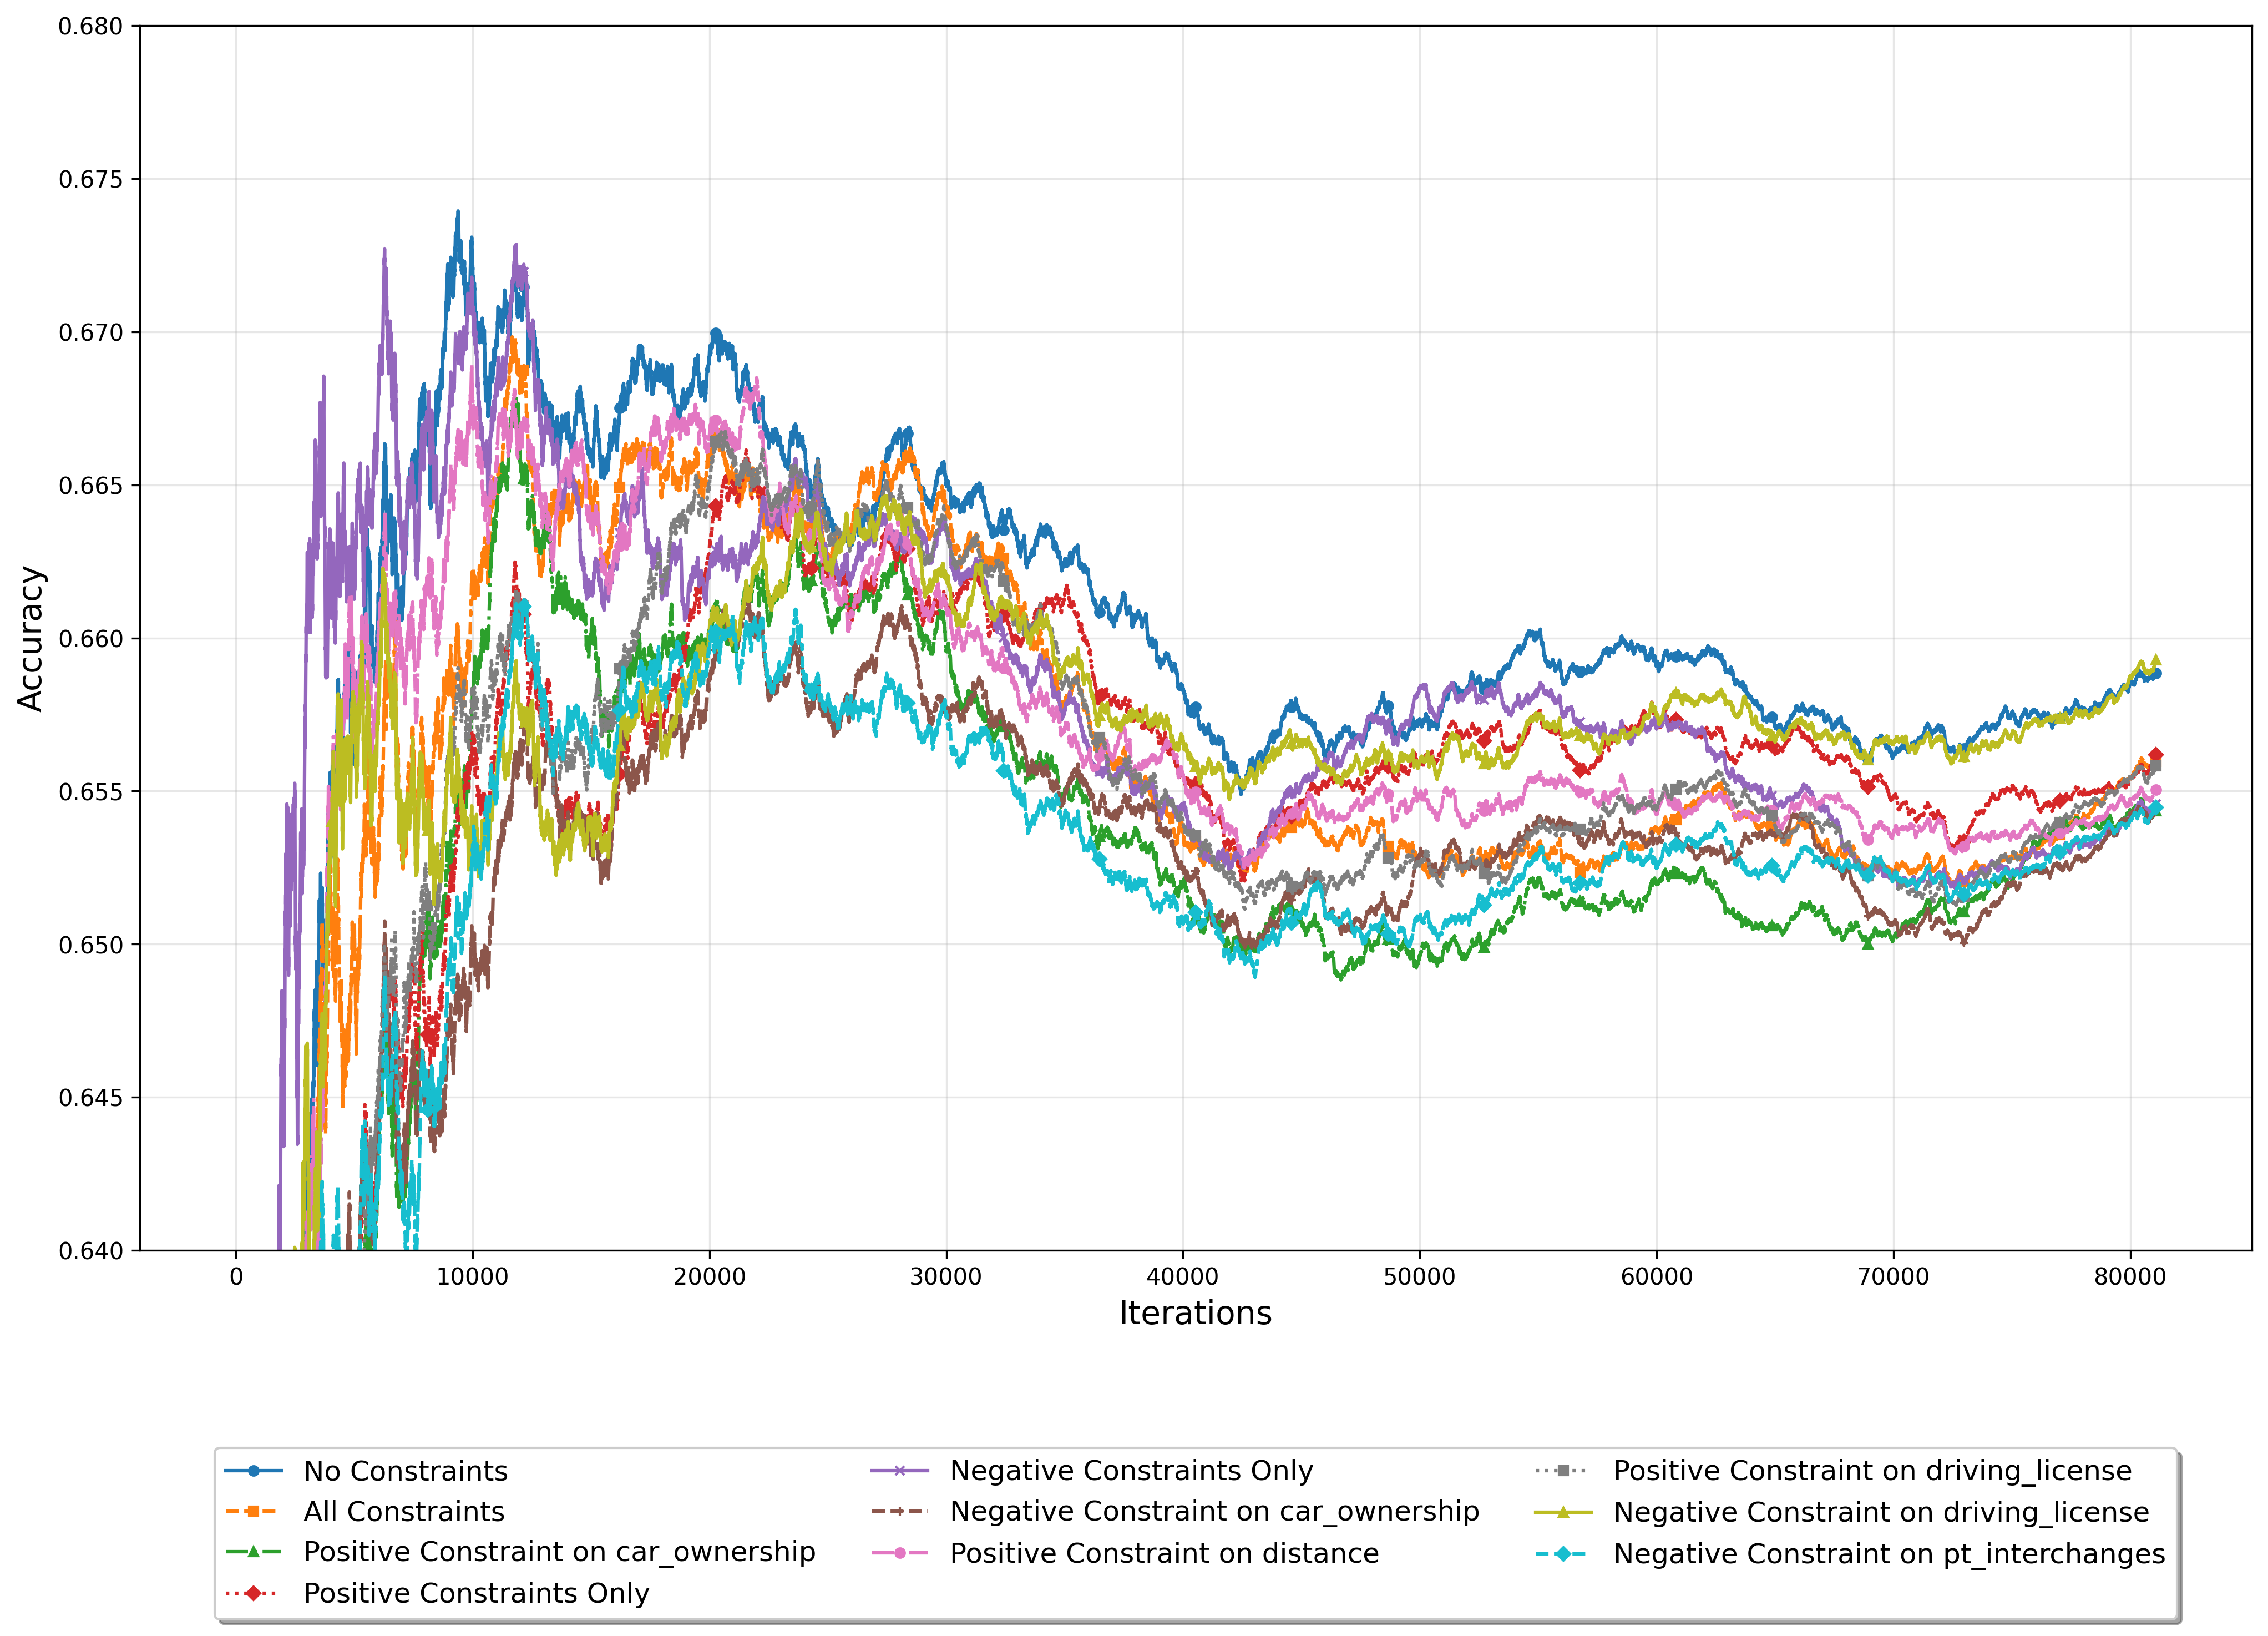 0.680
0.675
0.670
0.665
0.660
0.655
0.650
0.645
0.640
Accuracy
0 10000 20000 30000 40000 50000 60000 70000 80000
Iterations
No Constraints
All Constraints
Positive Constraint on car_ownership
Positive Constraints Only
Negative Constraints Only
Negative Constraint on car_ownership
Positive Constraint on distance
Positive Constraint on driving_license
Negative Constraint on driving_license
Negative Constraint on pt_interchanges